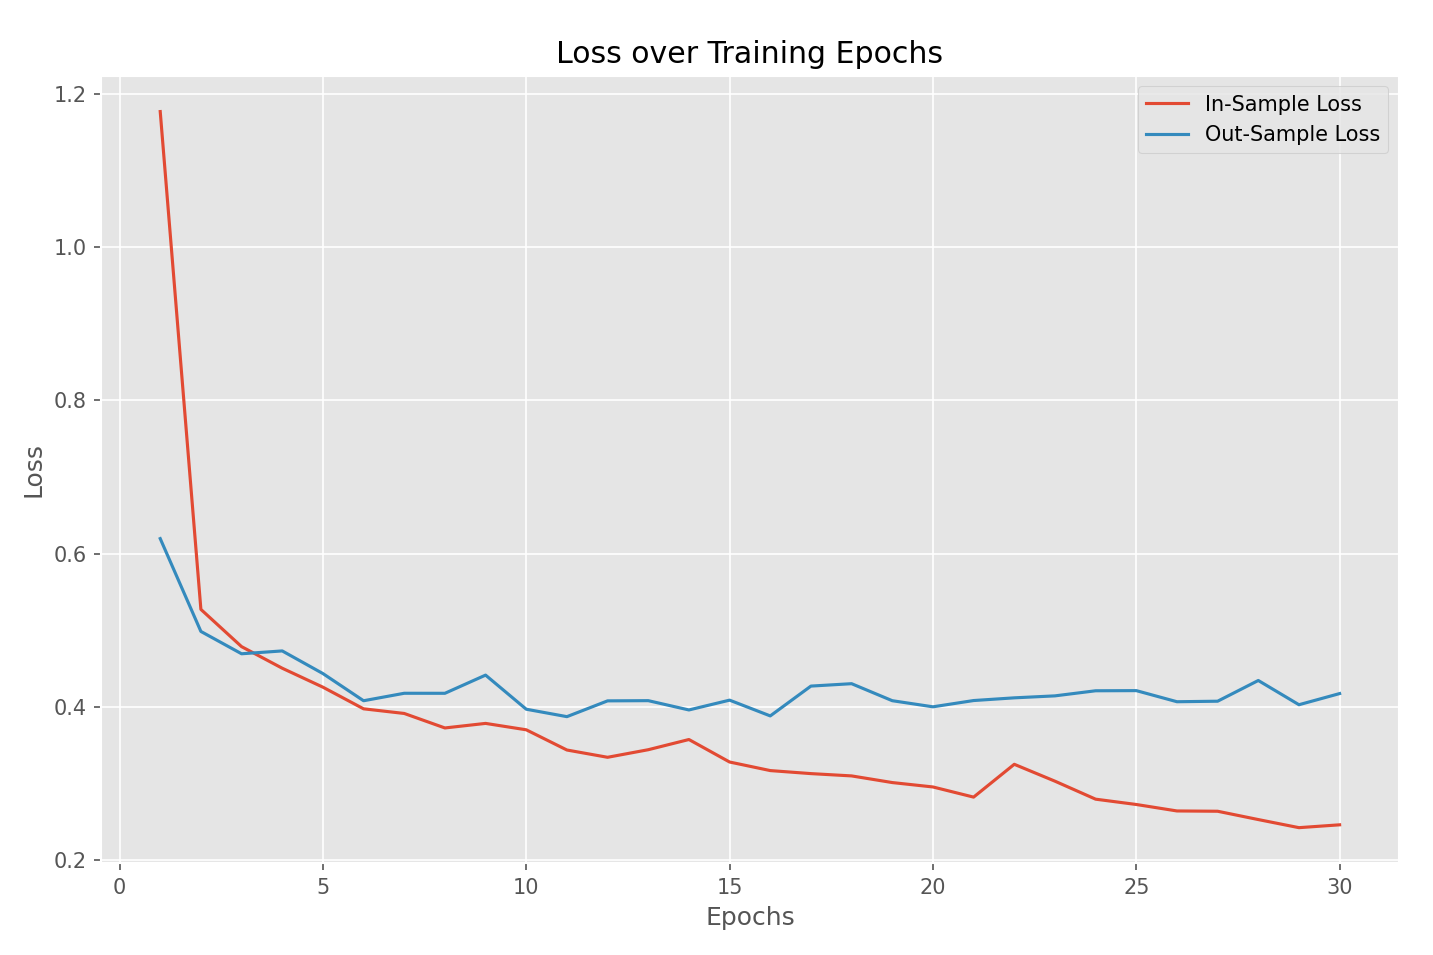 Loss over Training Epochs
In-Sample Loss
Out-Sample Loss
1.2
1.0
0.8
0.6
0.4
0.2
Loss
0 5 10 15 20 25 30
Epochs